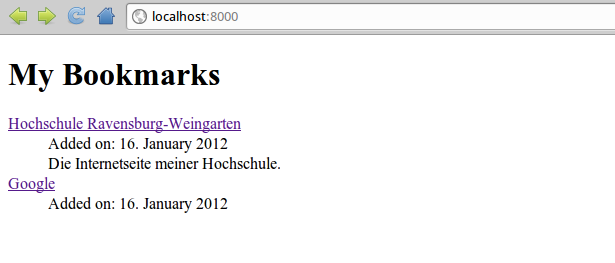 localhost:8000
My Bookmarks
Hochschule Ravensburg-Weingarten
Added on: 16. January 2012
Die Internetseite meiner Hochschule.
Google
Added on: 16. January 2012